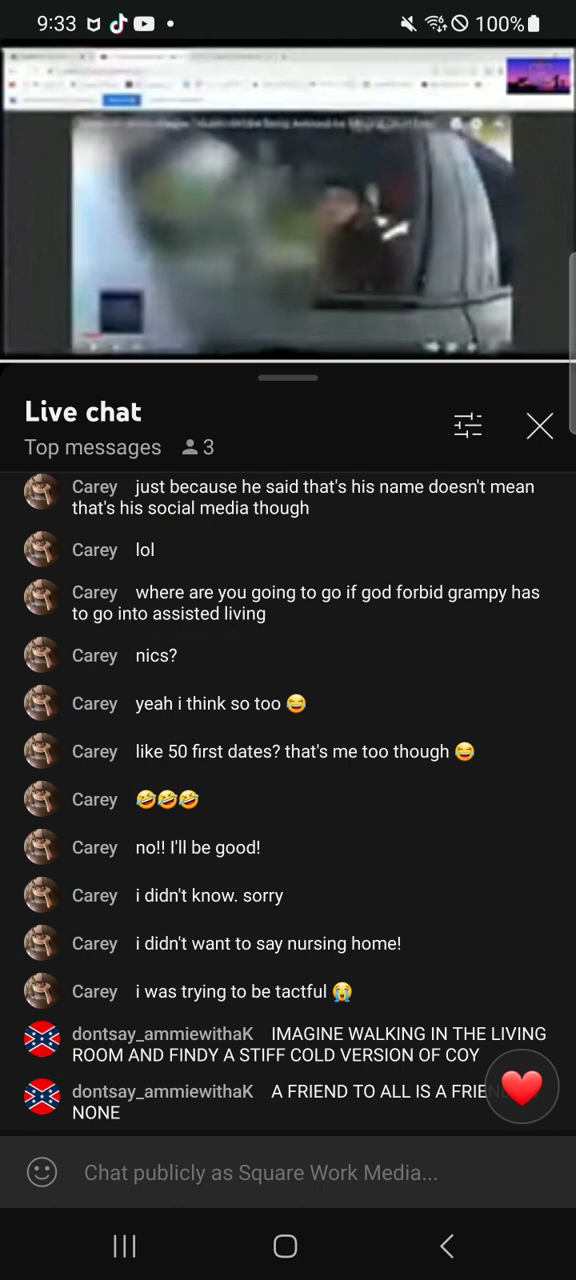 9:33
100%
Live chat
Top messages 3
Carey just because he said that's his name doesn't mean
that's his social media though
Carey lol
Carey where are you going to go if god forbid grampy has
to go into assisted living
Carey nics?
Carey yeah i think so too 😂
Carey like 50 first dates? that's me too though 😂
Carey 🤣🤣🤣
Carey no!! I'll be good!
Carey i didn't know. sorry
Carey i didn't want to say nursing home!
Carey i was trying to be tactful 😭
dontsay_ammiewithaK IMAGINE WALKING IN THE LIVING
ROOM AND FINDY A STIFF COLD VERSION OF COY
dontsay_ammiewithaK A FRIEND TO ALL IS A
NONE
Chat publicly as Square Work Media...